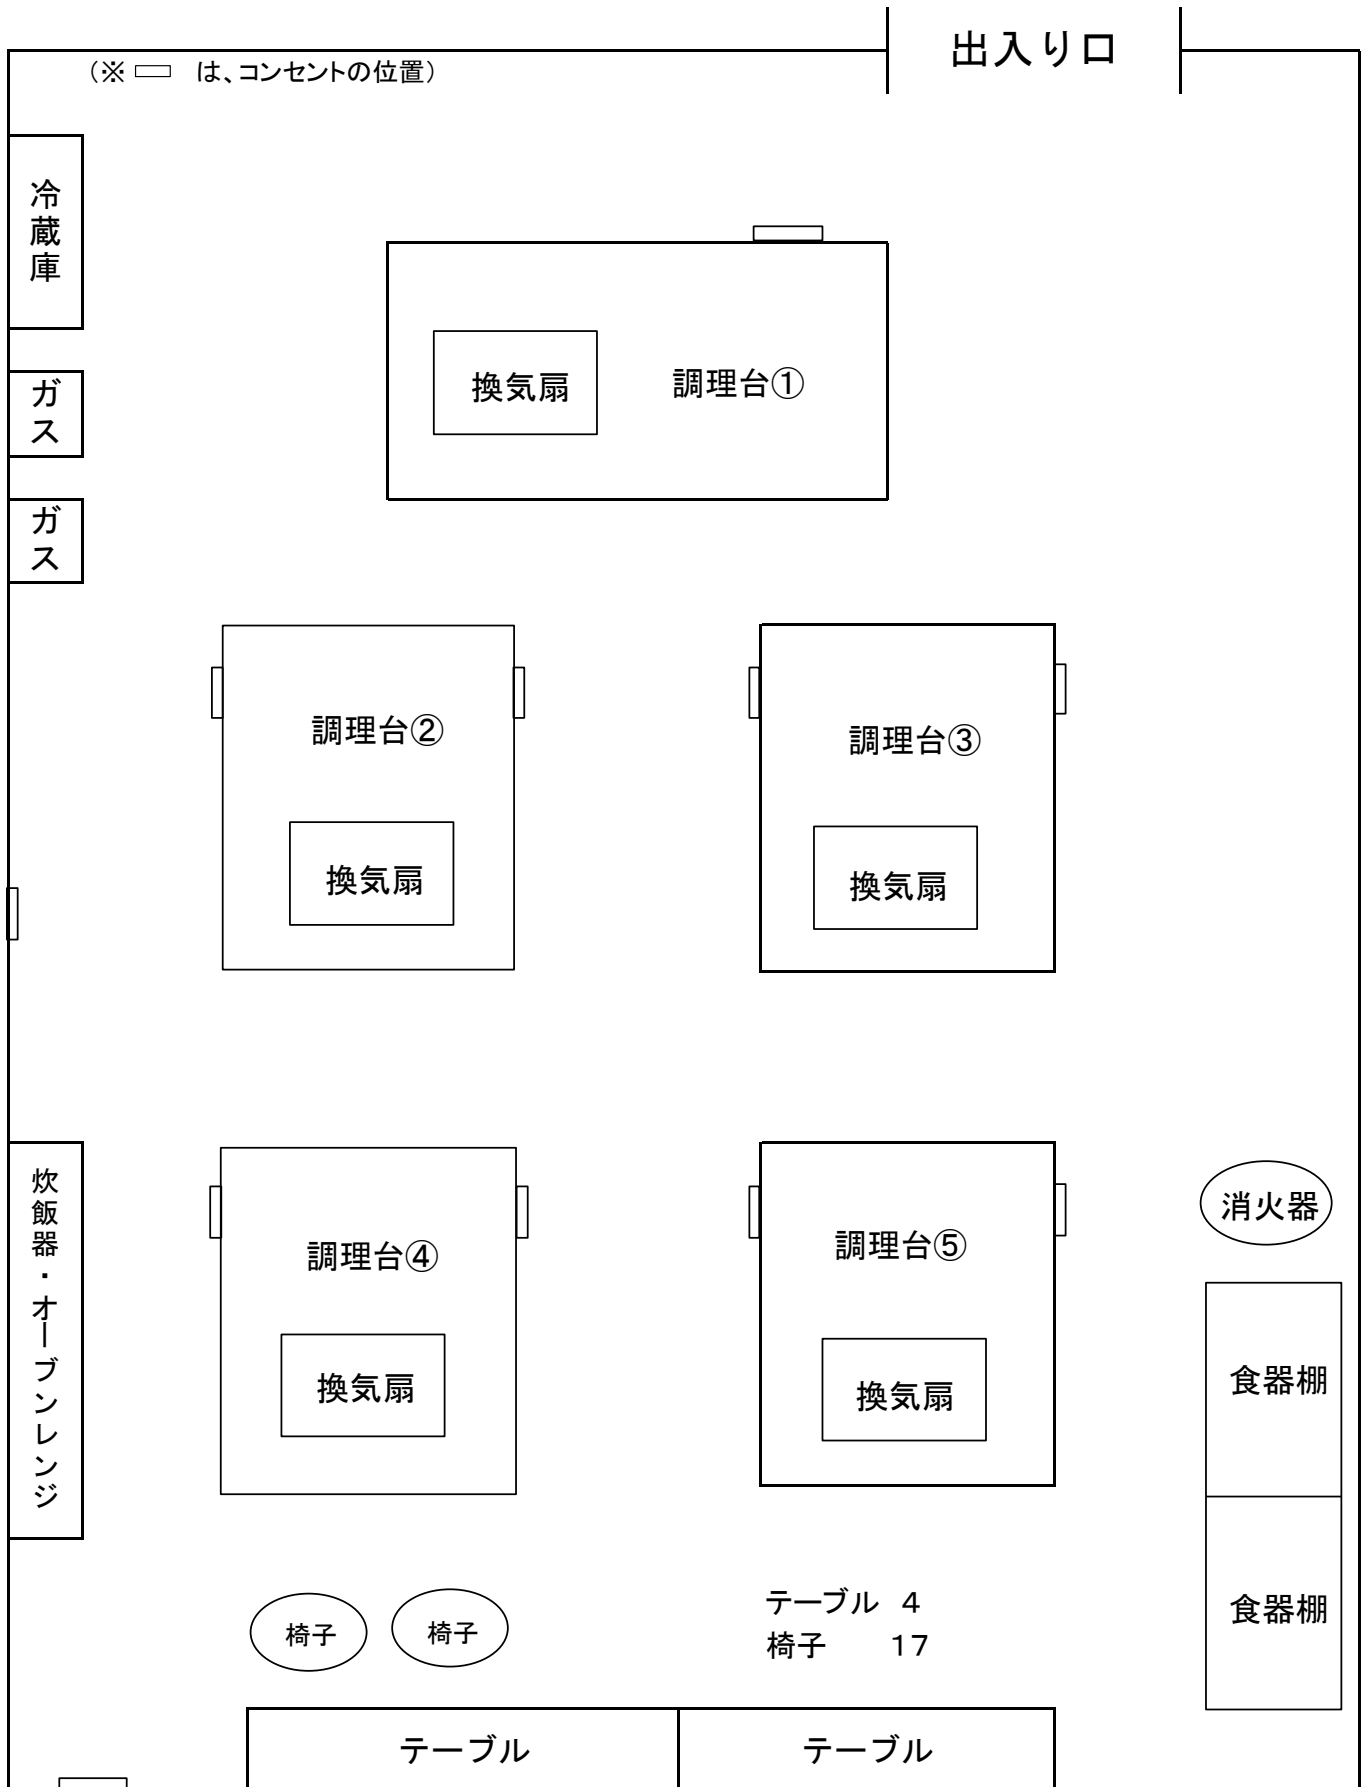 出入り口
（※ は、コンセントの位置）
冷蔵庫
換気扇
調理台①
ガス
ガス
調理台②
調理台③
換気扇
換気扇
炊飯器・オーブンレンジ
消火器
調理台④
調理台⑤
換気扇
換気扇
食器棚
テーブル 4
椅子 17
椅子
椅子
食器棚
テーブル
テーブル